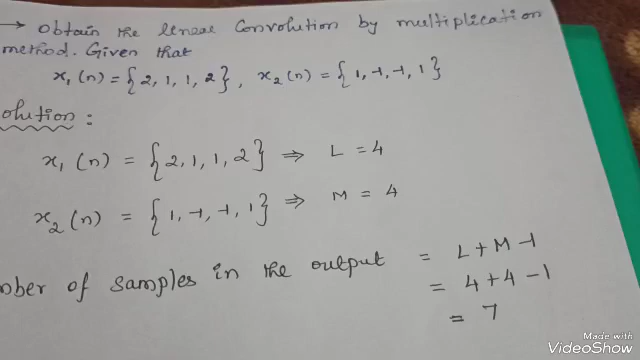 → Obtain the linear Convolution by multiplication
method. Given that
x₁(n) = {2, 1, 1, 2}, x₂(n) = {1, -1, -1, 1}
olution :
x₁(n) = {2, 1, 1, 2} ⇒ L = 4
x₂(n) = {1, -1, -1, 1} ⇒ M = 4
mber of samples in the output = L + M - 1
= 4 + 4 - 1
= 7
Made with
VideoShow